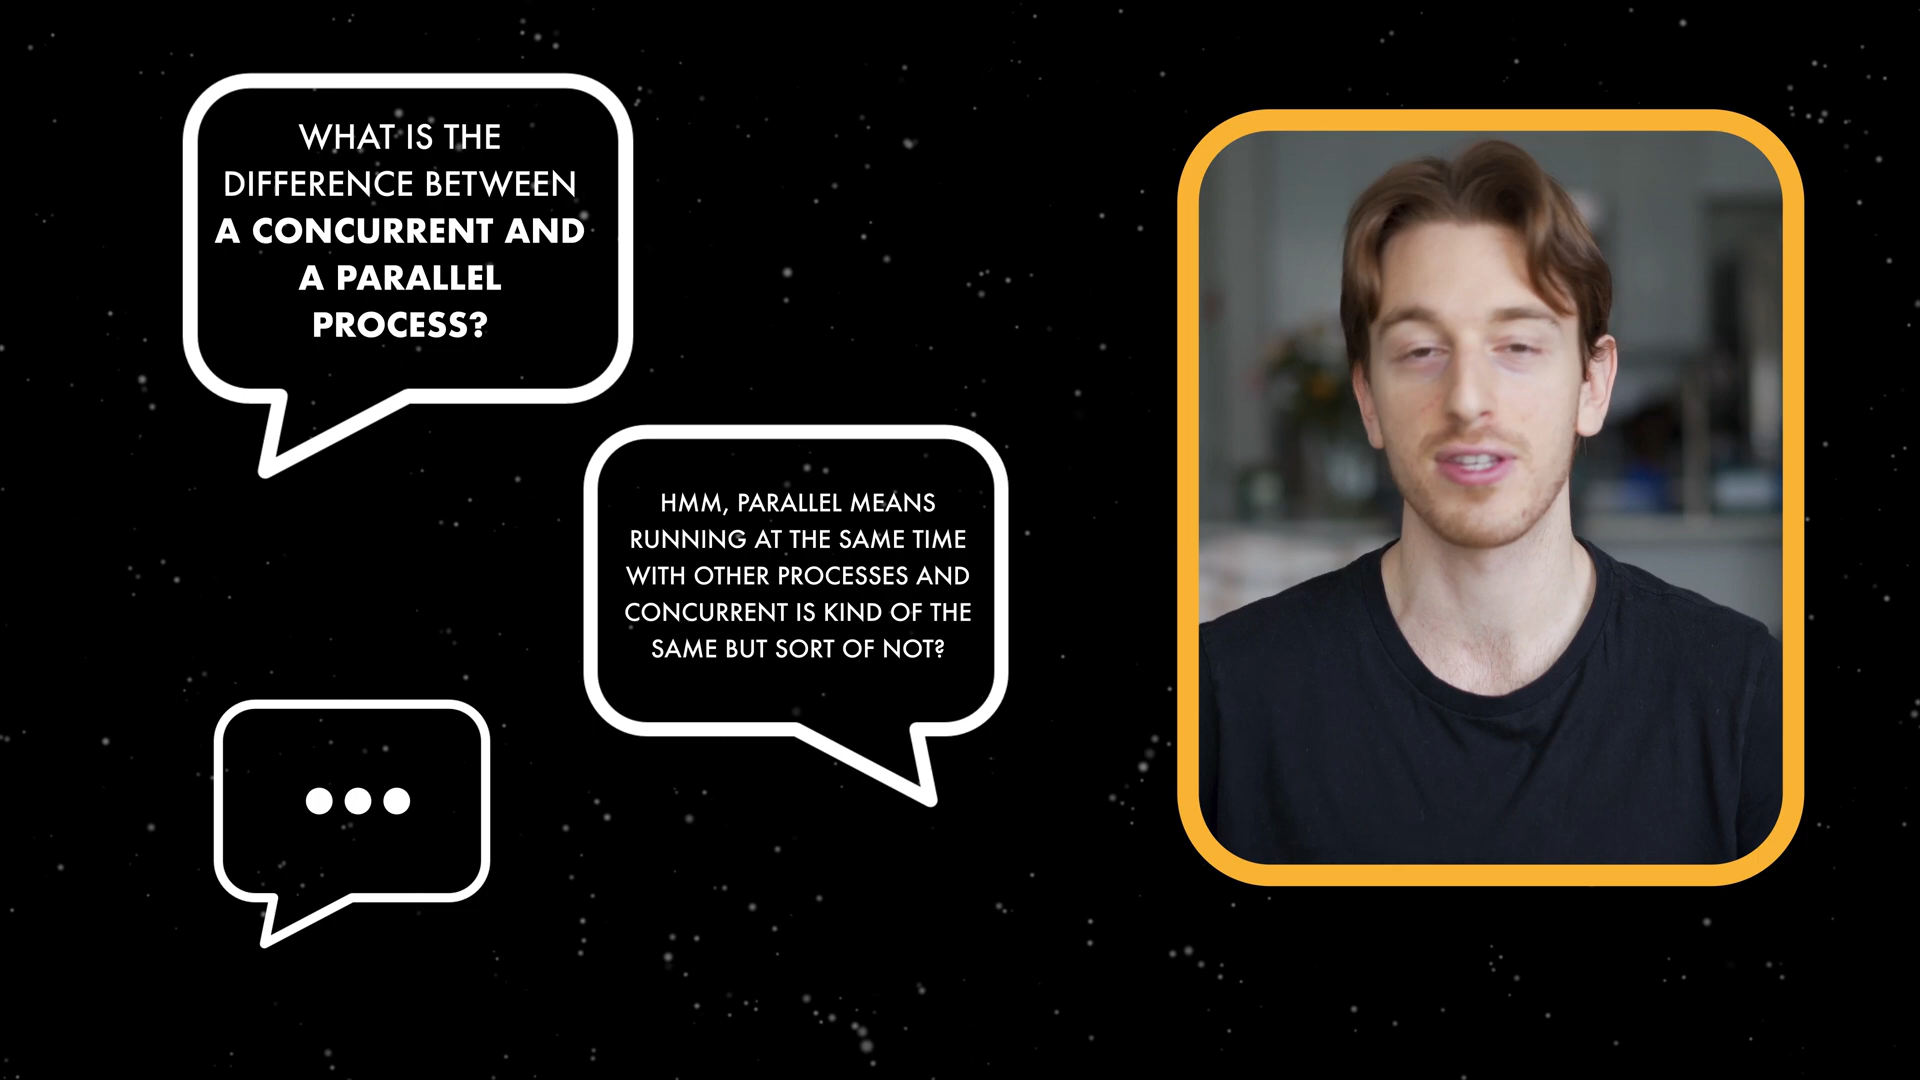 WHAT IS THE
DIFFERENCE BETWEEN
A CONCURRENT AND
A PARALLEL
PROCESS?
HMM, PARALLEL MEANS
RUNNING AT THE SAME TIME
WITH OTHER PROCESSES AND
CONCURRENT IS KIND OF THE
SAME BUT SORT OF NOT?